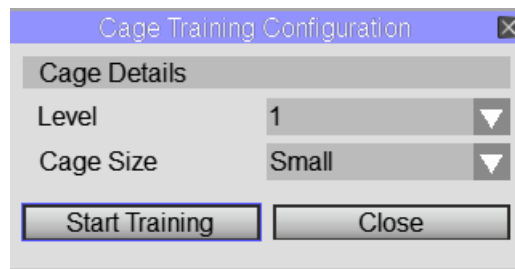 Cage Training Configuration
Cage Details
Level 1
Cage Size Small
Start Training Close